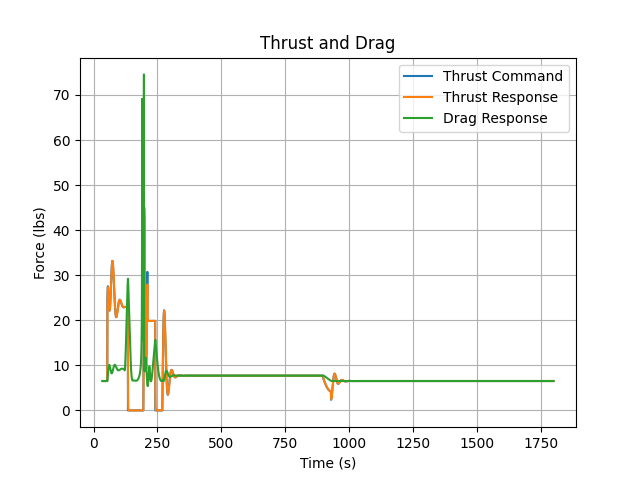 Thrust and Drag
Thrust Command
Thrust Response
Drag Response
Force (lbs)
70
60
50
40
30
20
10
0
0
250
500
750
1000
1250
1500
1750
Time (s)